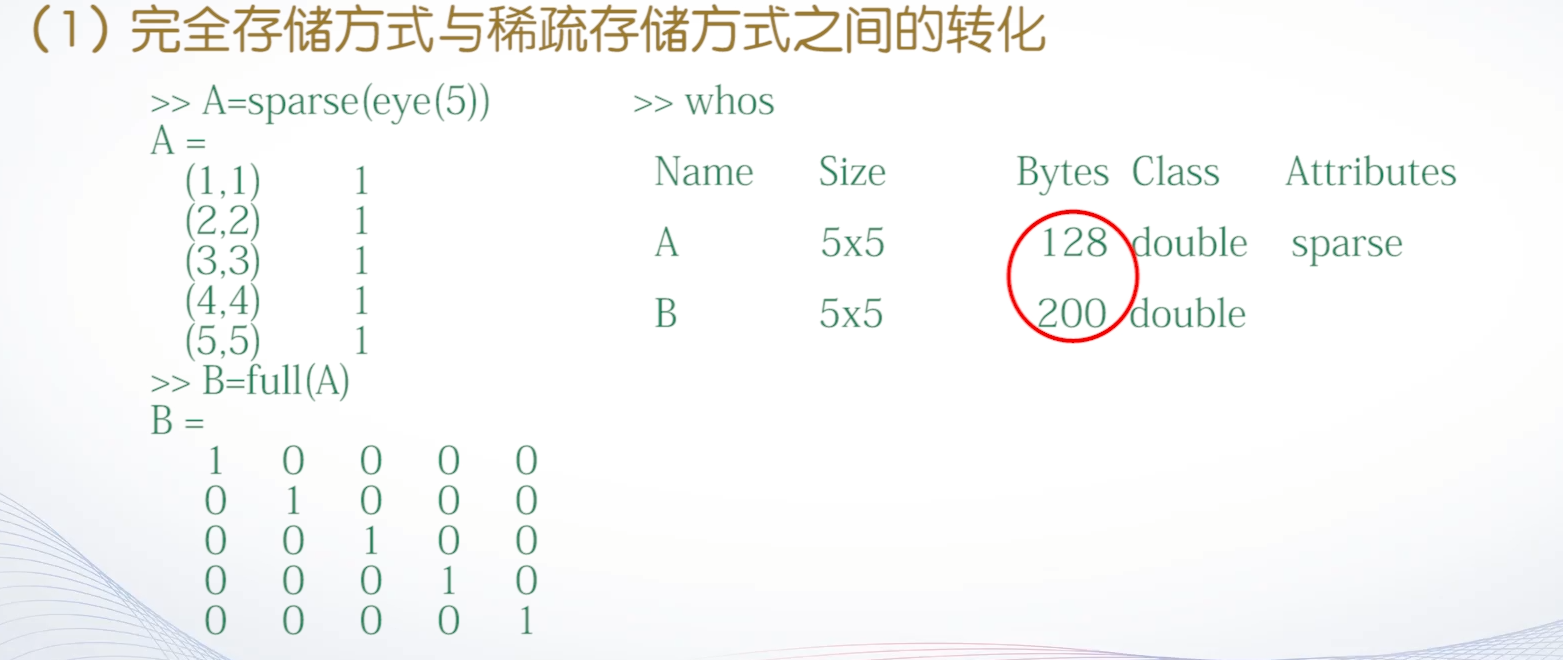 （1）完全存储方式与稀疏存储方式之间的转化
>> A=sparse(eye(5))
A =
(1,1) 1
(2,2) 1
(3,3) 1
(4,4) 1
(5,5) 1
>> B=full(A)
B =
1 0 0 0 0
0 1 0 0 0
0 0 1 0 0
0 0 0 1 0
0 0 0 0 1
>> whos
Name Size Bytes Class Attributes
A 5x5 128 double sparse
B 5x5 200 double